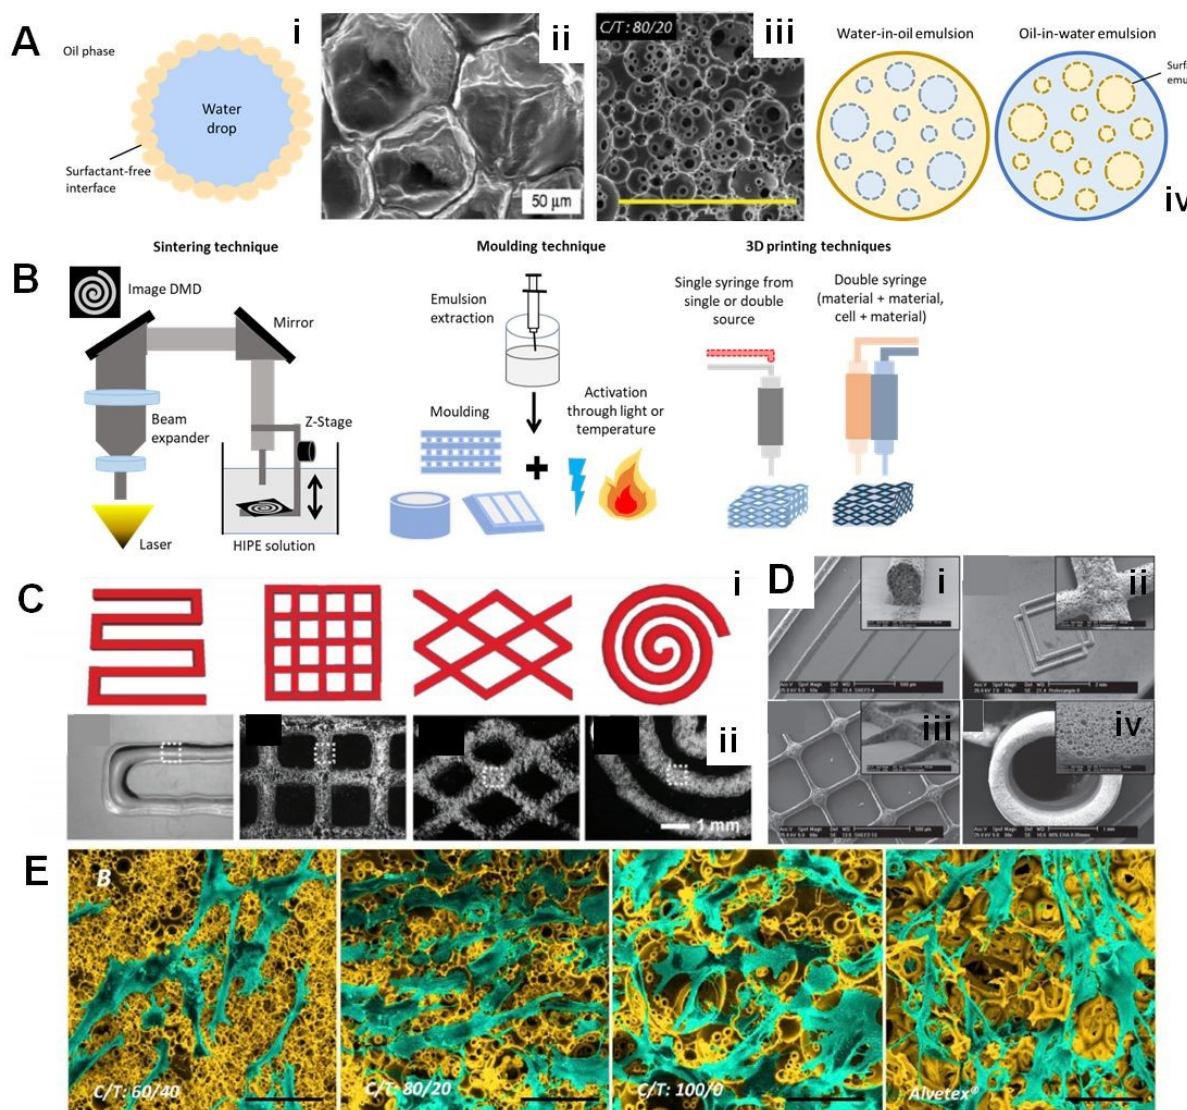 A
Oil phase
Water
drop
Surfactant-free
interface
i
ii
50 μm
C/T: 80/20
iii
Water-in-oil emulsion
Oil-in-water emulsion
Surfa
emu
iv
B
Sintering technique
Image DMD
Mirror
Beam
expander
Z-Stage
Laser
HIPE solution
Moulding technique
Emulsion
extraction
Moulding
Activation
through light or
temperature
3D printing techniques
Single syringe from
single or double
source
Double syringe
(material + material,
cell + material)
C
i
ii
1 mm
D
i
ii
iii
iv
E
B
C/T: 60/40
C/T: 80/20
C/T: 100/0
Alvetex®